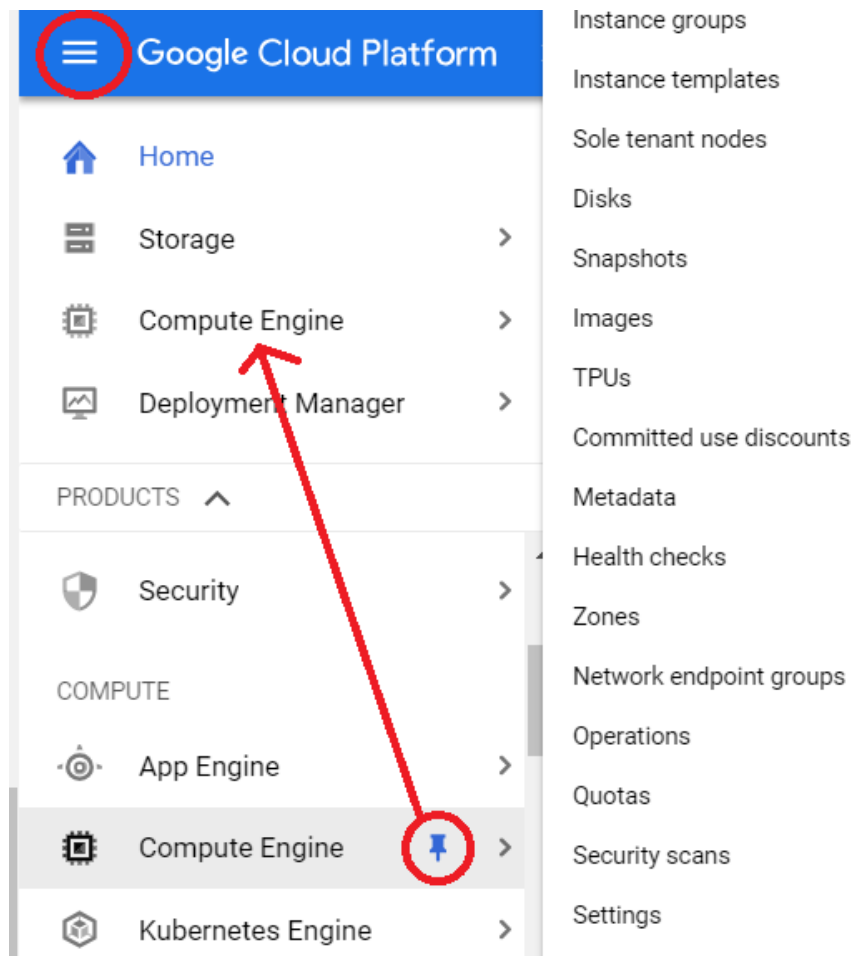 Google Cloud Platform
Home
Storage
Compute Engine
Deployment Manager
PRODUCTS
Security
COMPUTE
App Engine
Compute Engine
Kubernetes Engine
Instance groups
Instance templates
Sole tenant nodes
Disks
Snapshots
Images
TPUs
Committed use discounts
Metadata
Health checks
Zones
Network endpoint groups
Operations
Quotas
Security scans
Settings